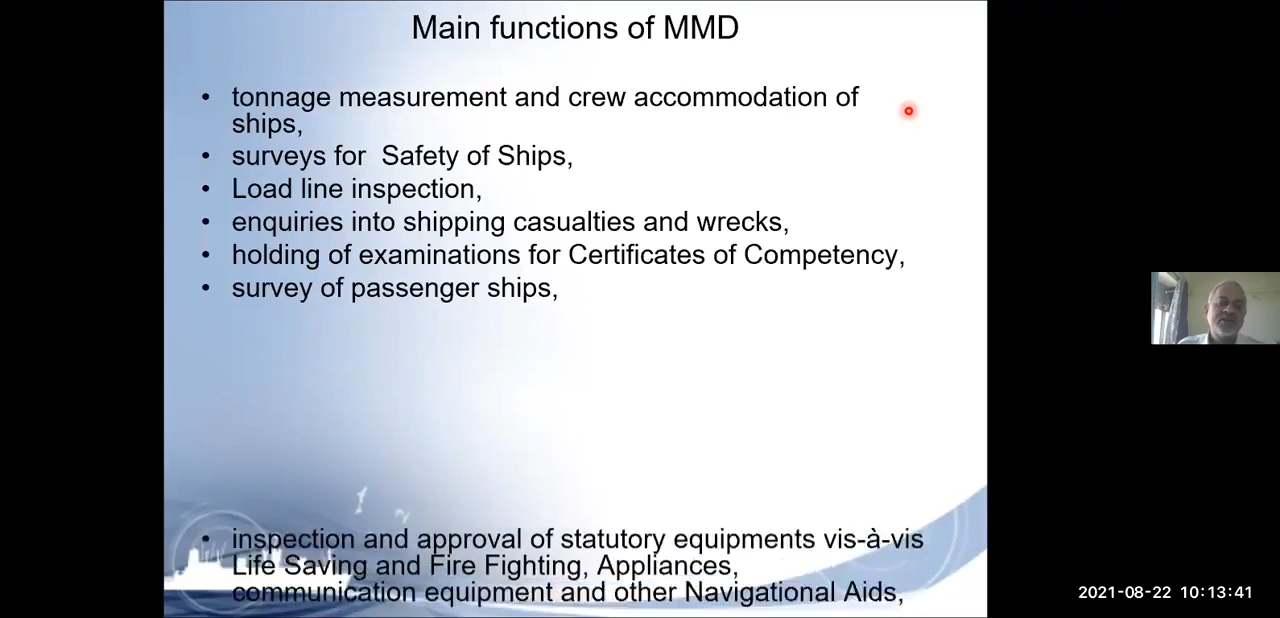 Main functions of MMD
• tonnage measurement and crew accommodation of
ships,
• surveys for  Safety of Ships,
• Load line inspection,
• enquiries into shipping casualties and wrecks,
• holding of examinations for Certificates of Competency,
• survey of passenger ships,
• inspection and approval of statutory equipments vis-à-vis
Life Saving and Fire Fighting, Appliances,
communication equipment and other Navigational Aids,
2021-08-22 10:13:41